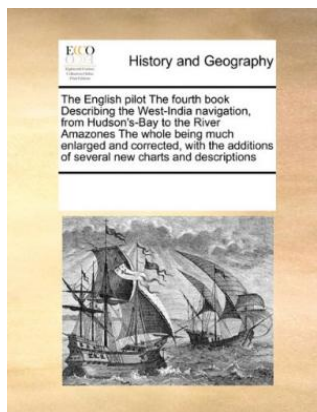 ECCO
History and Geography
The English pilot The fourth book
Describing the West-India navigation,
from Hudson's-Bay to the River
Amazones The whole being much
enlarged and corrected, with the additions
of several new charts and descriptions